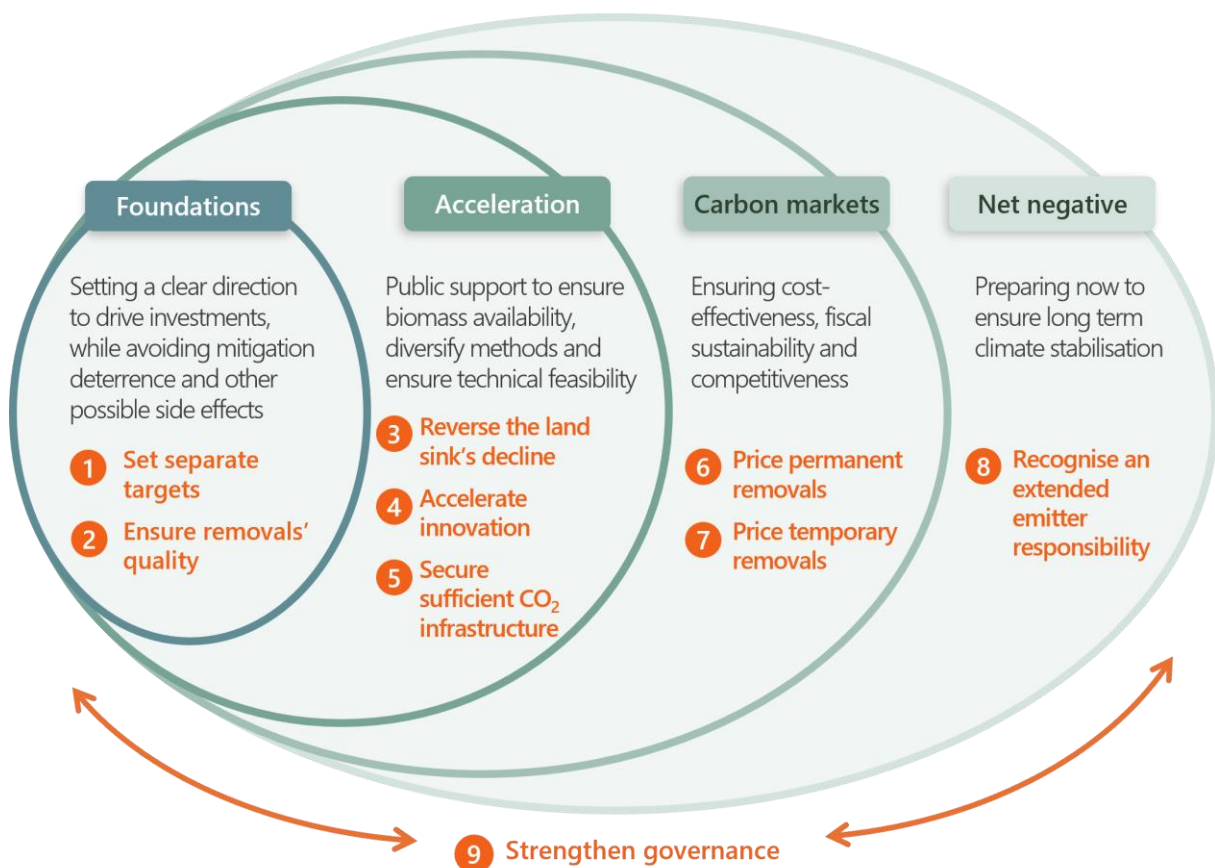 Foundations
Setting a clear direction
to drive investments,
while avoiding mitigation
deterrence and other
possible side effects
1 Set separate
targets
2 Ensure removals’
quality
Acceleration
Public support to ensure
biomass availability,
diversify methods and
ensure technical feasibility
3 Reverse the land
sink’s decline
4 Accelerate
innovation
5 Secure
sufficient CO₂
infrastructure
Carbon markets
Ensuring cost-
effectiveness, fiscal
sustainability and
competitiveness
6 Price permanent
removals
7 Price temporary
removals
Net negative
Preparing now to
ensure long term
climate stabilisation
8 Recognise an
extended
emitter
responsibility
9 Strengthen governance